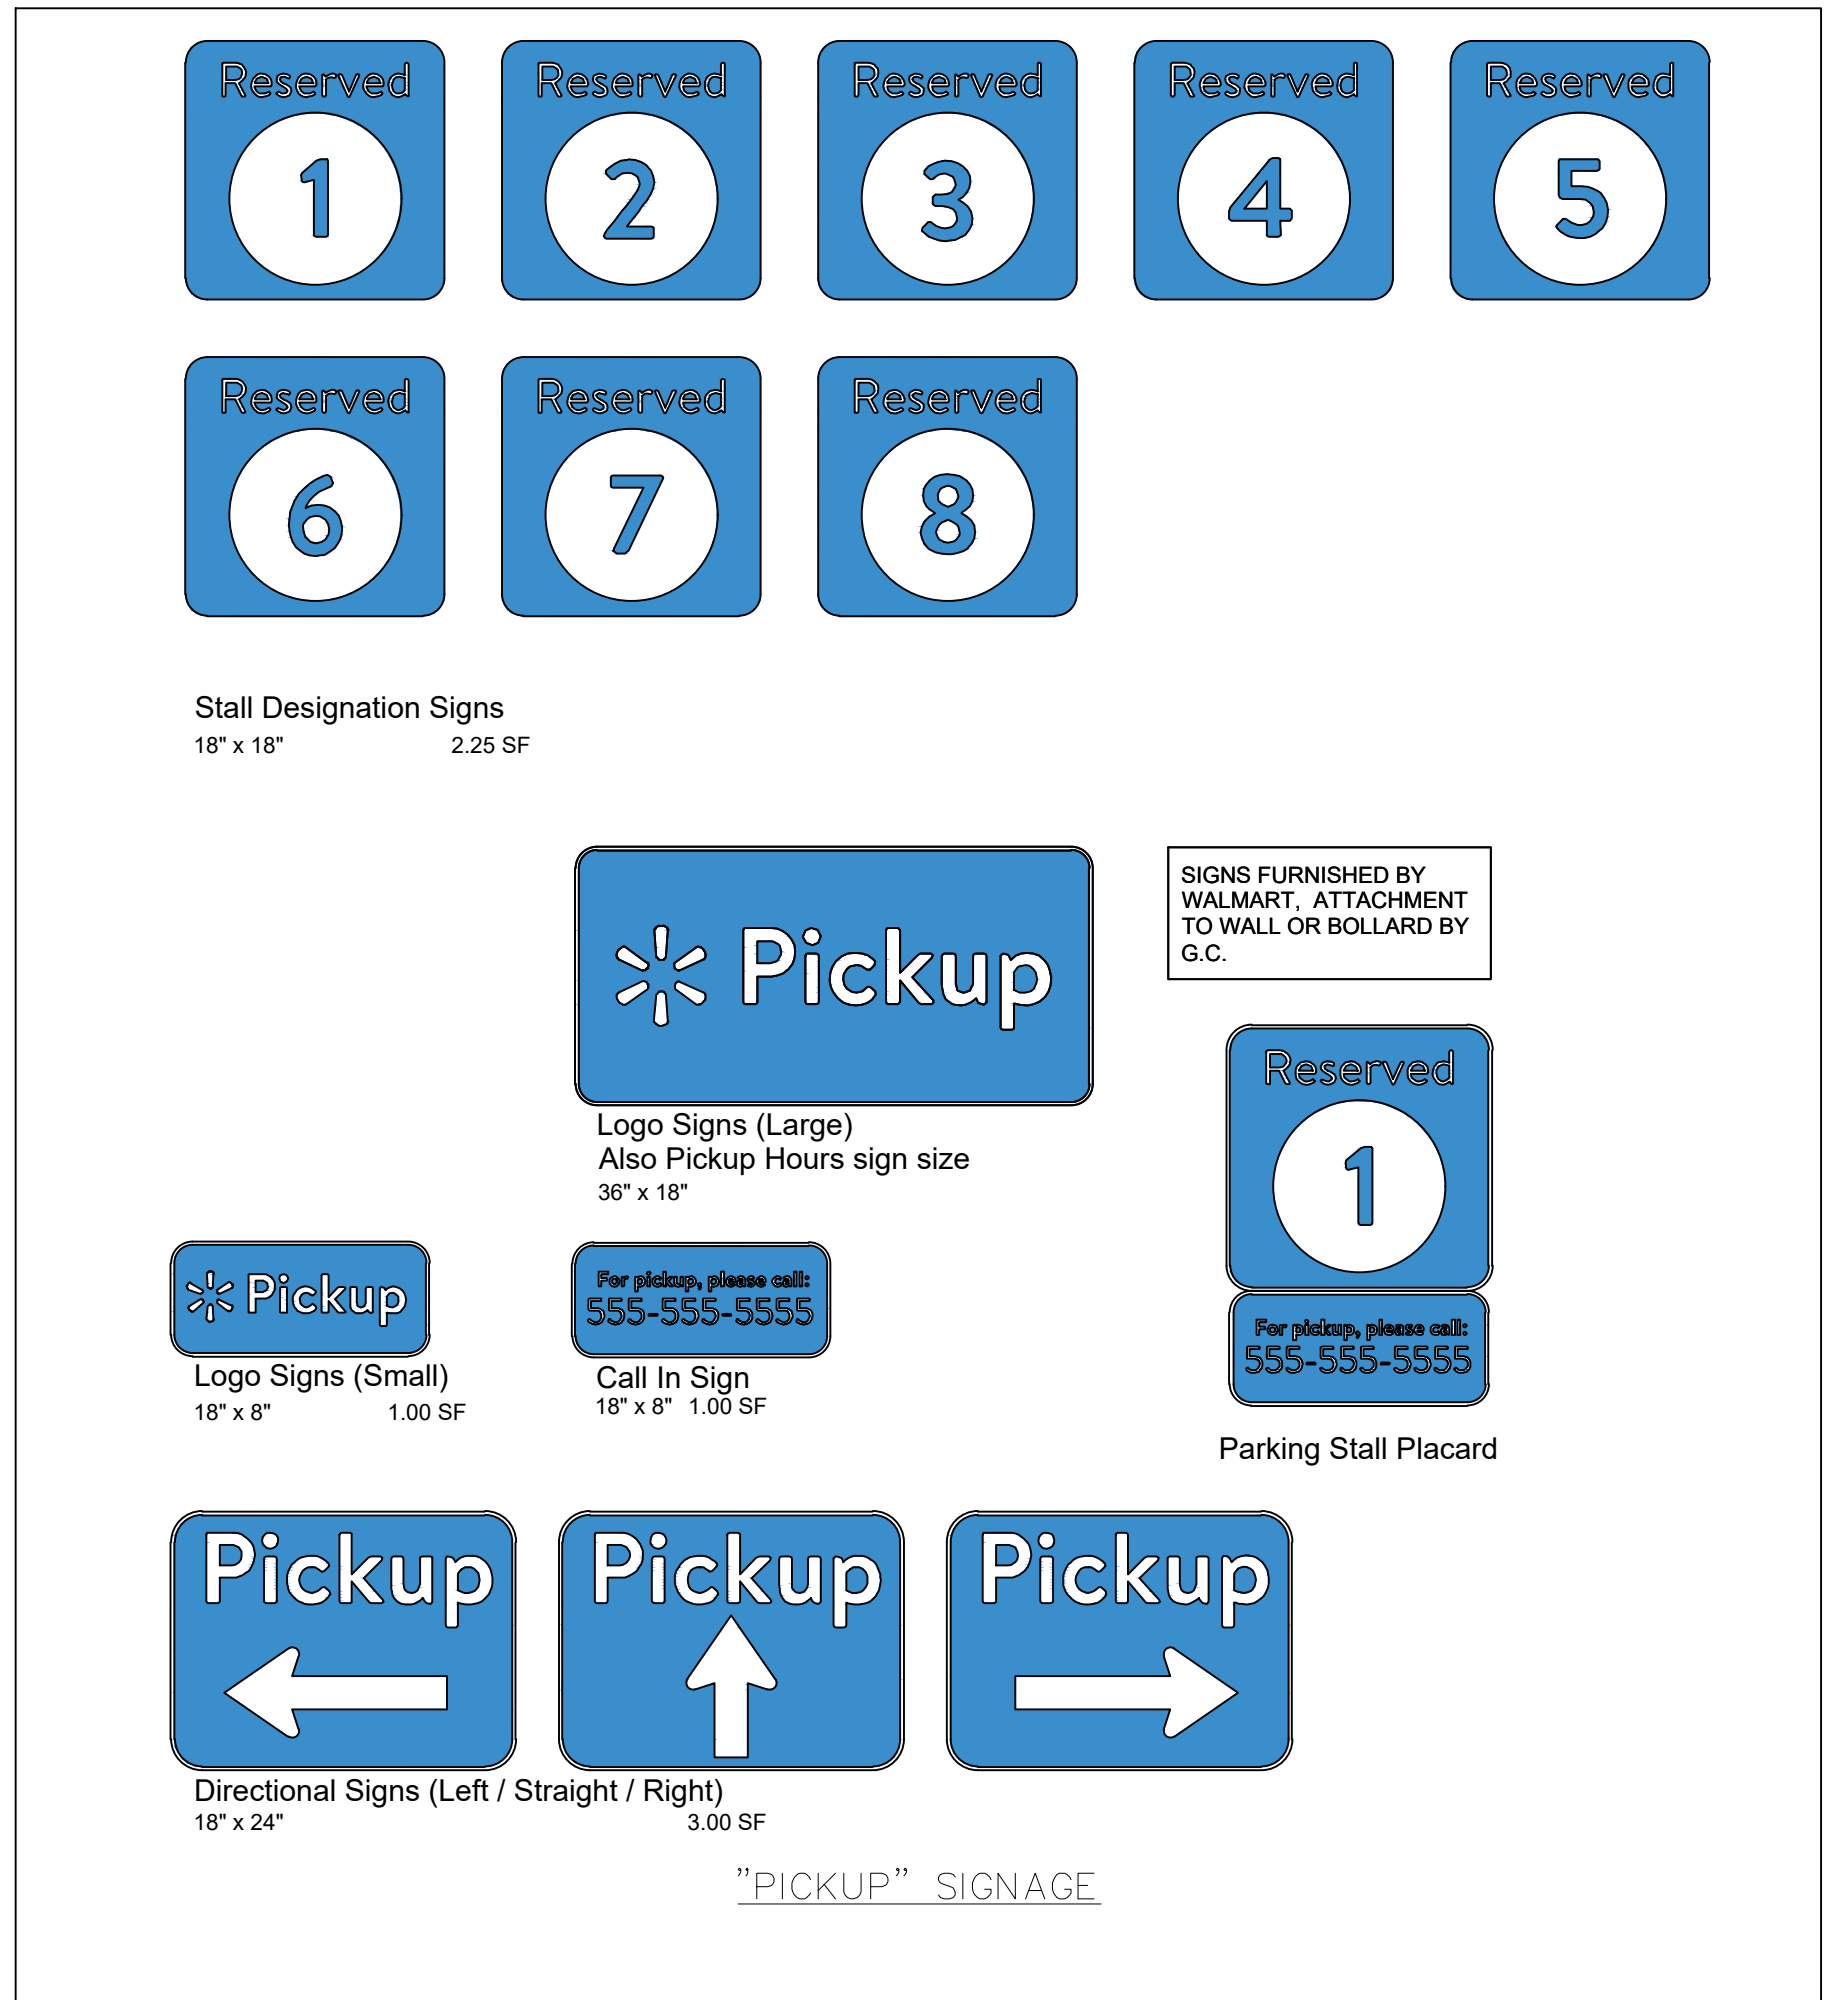 Reserved Reserved Reserved Reserved Reserved
1 2 3 4 5
Reserved Reserved Reserved
6 7 8
Stall Designation Signs
18" x 18" 2.25 SF
Pickup
Logo Signs (Large)
Also Pickup Hours sign size
36" x 18"
SIGNS FURNISHED BY
WALMART, ATTACHMENT
TO WALL OR BOLLARD BY
G.C.
Reserved
1
For pickup, please call:
555-555-5555
Parking Stall Placard
Pickup
Logo Signs (Small)
18" x 8" 1.00 SF
For pickup, please call:
555-555-5555
Call In Sign
18" x 8" 1.00 SF
Pickup Pickup Pickup
Directional Signs (Left / Straight / Right)
18" x 24" 3.00 SF
"PICKUP" SIGNAGE